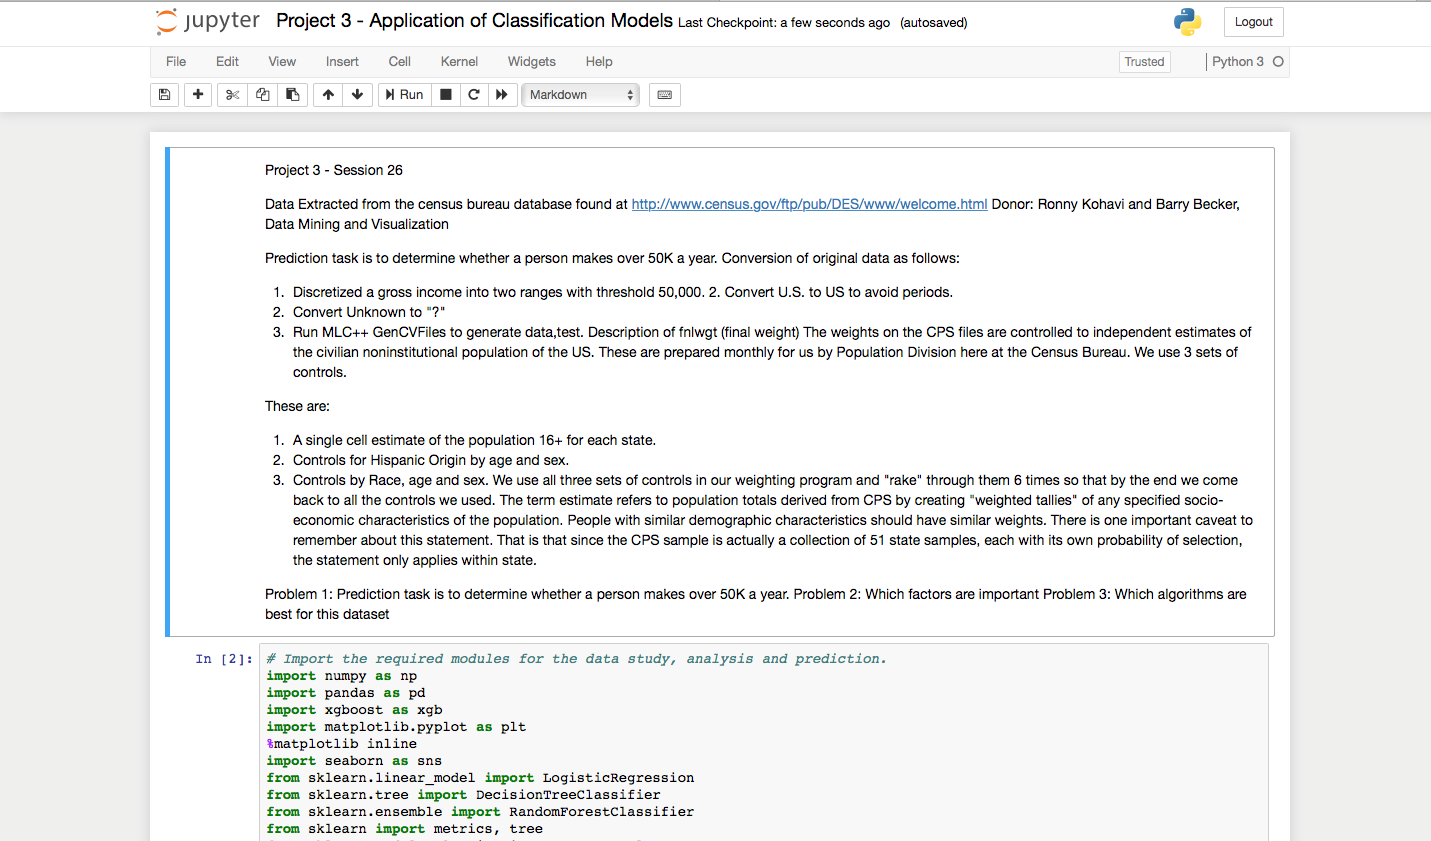 jupyter Project 3 - Application of Classification Models Last Checkpoint: a few seconds ago (autosaved)
Logout
File Edit View Insert Cell Kernel Widgets Help
Trusted
Python 3
Run
Markdown
Project 3 - Session 26
Data Extracted from the census bureau database found at http://www.census.gov/ftp/pub/DES/www/welcome.html Donor: Ronny Kohavi and Barry Becker,
Data Mining and Visualization
Prediction task is to determine whether a person makes over 50K a year. Conversion of original data as follows:
1. Discretized a gross income into two ranges with threshold 50,000. 2. Convert U.S. to US to avoid periods.
2. Convert Unknown to "?"
3. Run MLC++ GenCVFiles to generate data,test. Description of fnlwgt (final weight) The weights on the CPS files are controlled to independent estimates of
the civilian noninstitutional population of the US. These are prepared monthly for us by Population Division here at the Census Bureau. We use 3 sets of
controls.
These are:
1. A single cell estimate of the population 16+ for each state.
2. Controls for Hispanic Origin by age and sex.
3. Controls by Race, age and sex. We use all three sets of controls in our weighting program and "rake" through them 6 times so that by the end we come
back to all the controls we used. The term estimate refers to population totals derived from CPS by creating "weighted tallies" of any specified socio-
economic characteristics of the population. People with similar demographic characteristics should have similar weights. There is one important caveat to
remember about this statement. That is that since the CPS sample is actually a collection of 51 state samples, each with its own probability of selection,
the statement only applies within state.
Problem 1: Prediction task is to determine whether a person makes over 50K a year. Problem 2: Which factors are important Problem 3: Which algorithms are
best for this dataset
In [2]:
# Import the required modules for the data study, analysis and prediction.
import numpy as np
import pandas as pd
import xgboost as xgb
import matplotlib.pyplot as plt
%matplotlib inline
import seaborn as sns
from sklearn.linear_model import LogisticRegression
from sklearn.tree import DecisionTreeClassifier
from sklearn.ensemble import RandomForestClassifier
from sklearn import metrics, tree